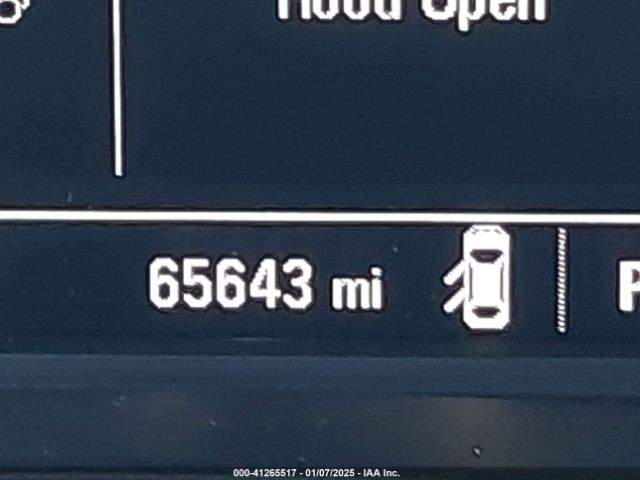 Hood Open
65643 mi
P
000-41265517 - 01/07/2025 - IAA Inc.